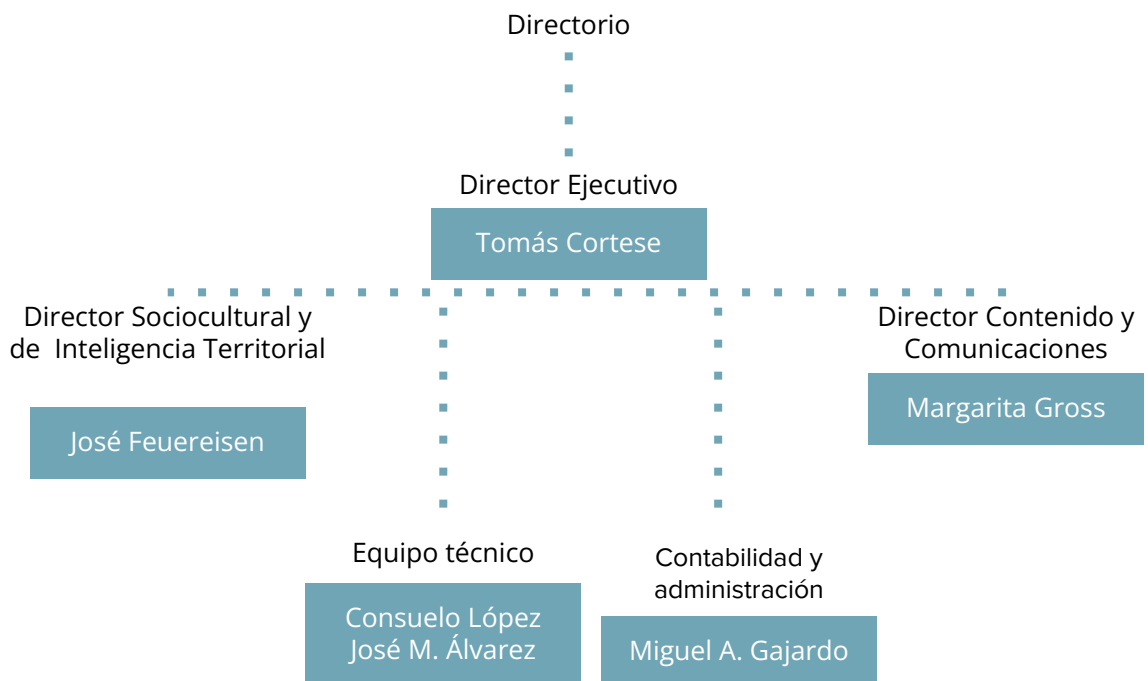 Directorio
Director Ejecutivo
Tomás Cortese
Director Sociocultural y
de Inteligencia Territorial
José Feuereisen
Director Contenido y
Comunicaciones
Margarita Gross
Equipo técnico
Consuelo López
José M. Álvarez
Contabilidad y
administración
Miguel A. Gajardo